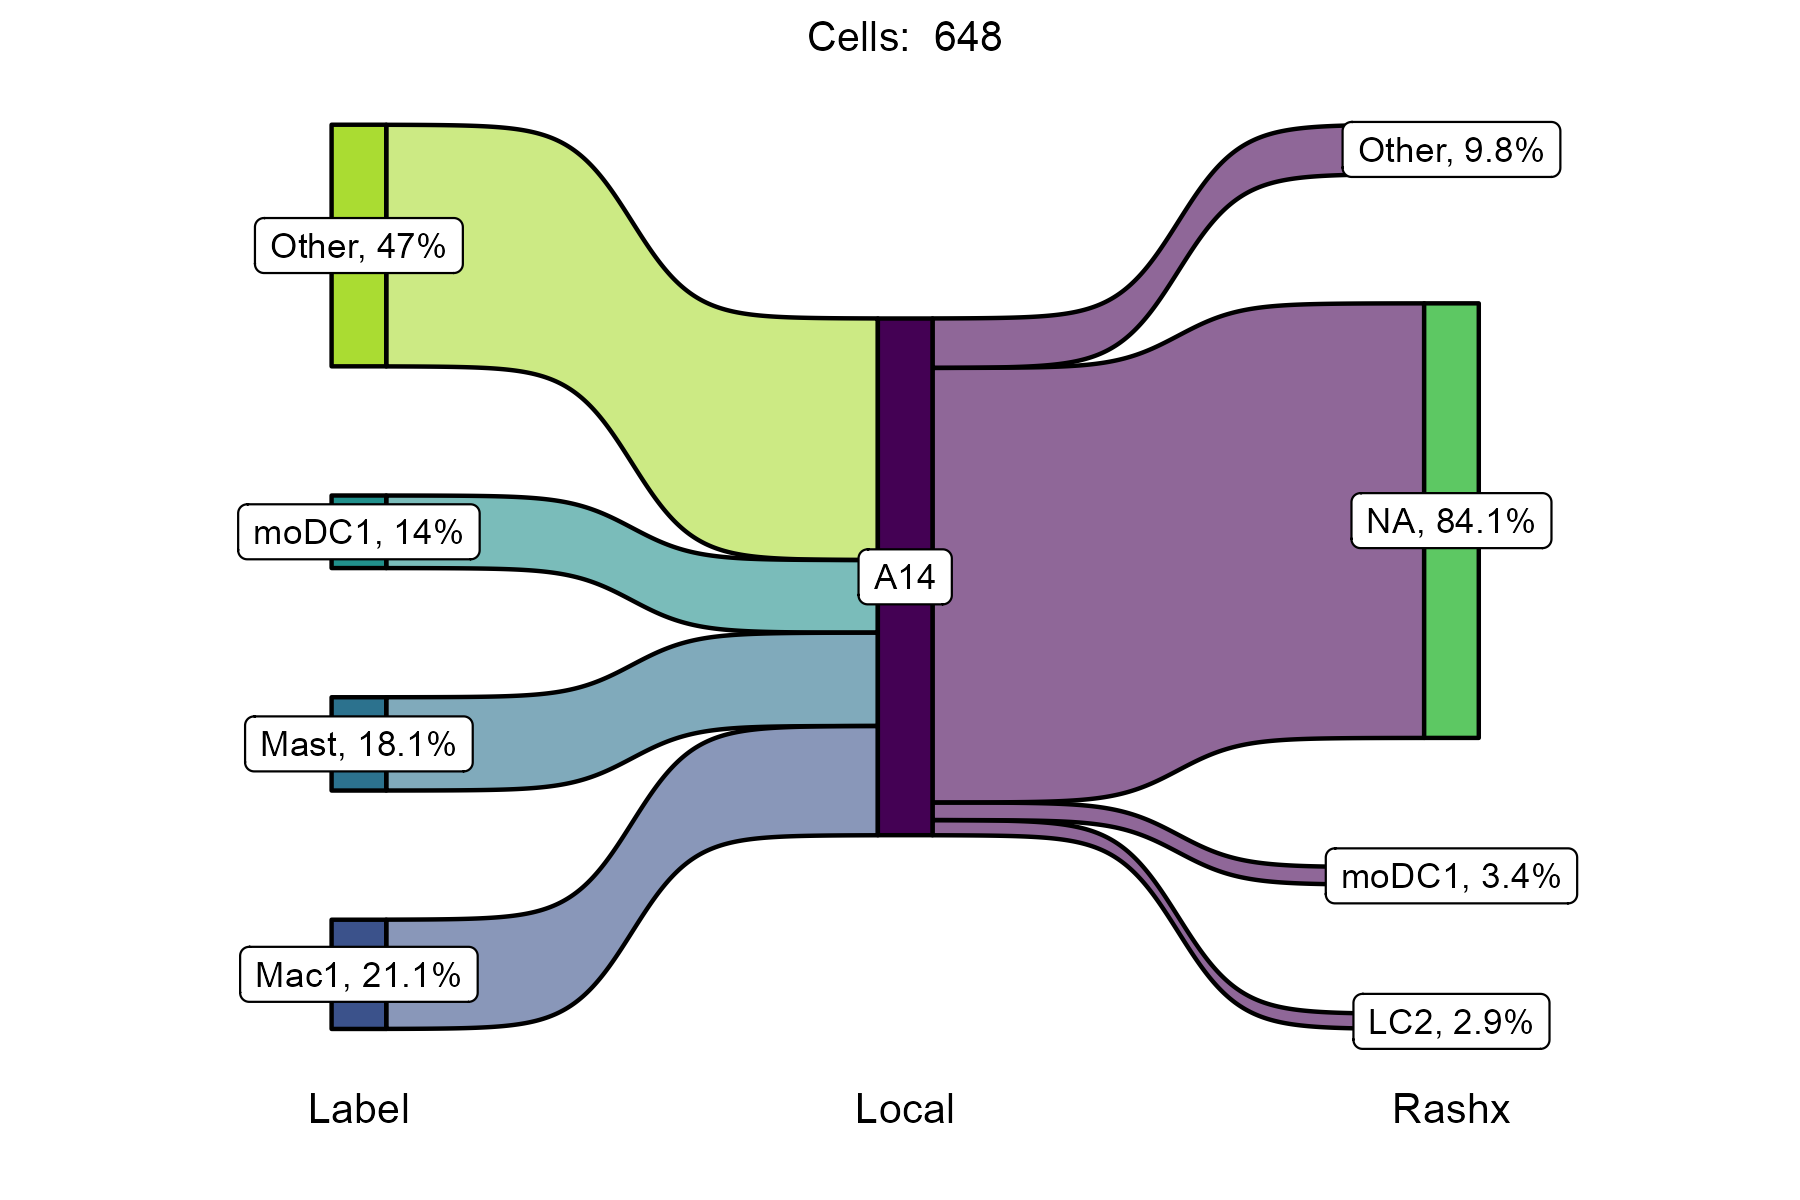 Cells:  648
Other, 47%
moDC1, 14%
Mast, 18.1%
Mac1, 21.1%
A14
Other, 9.8%
NA, 84.1%
moDC1, 3.4%
LC2, 2.9%
Label
Local
Rashx